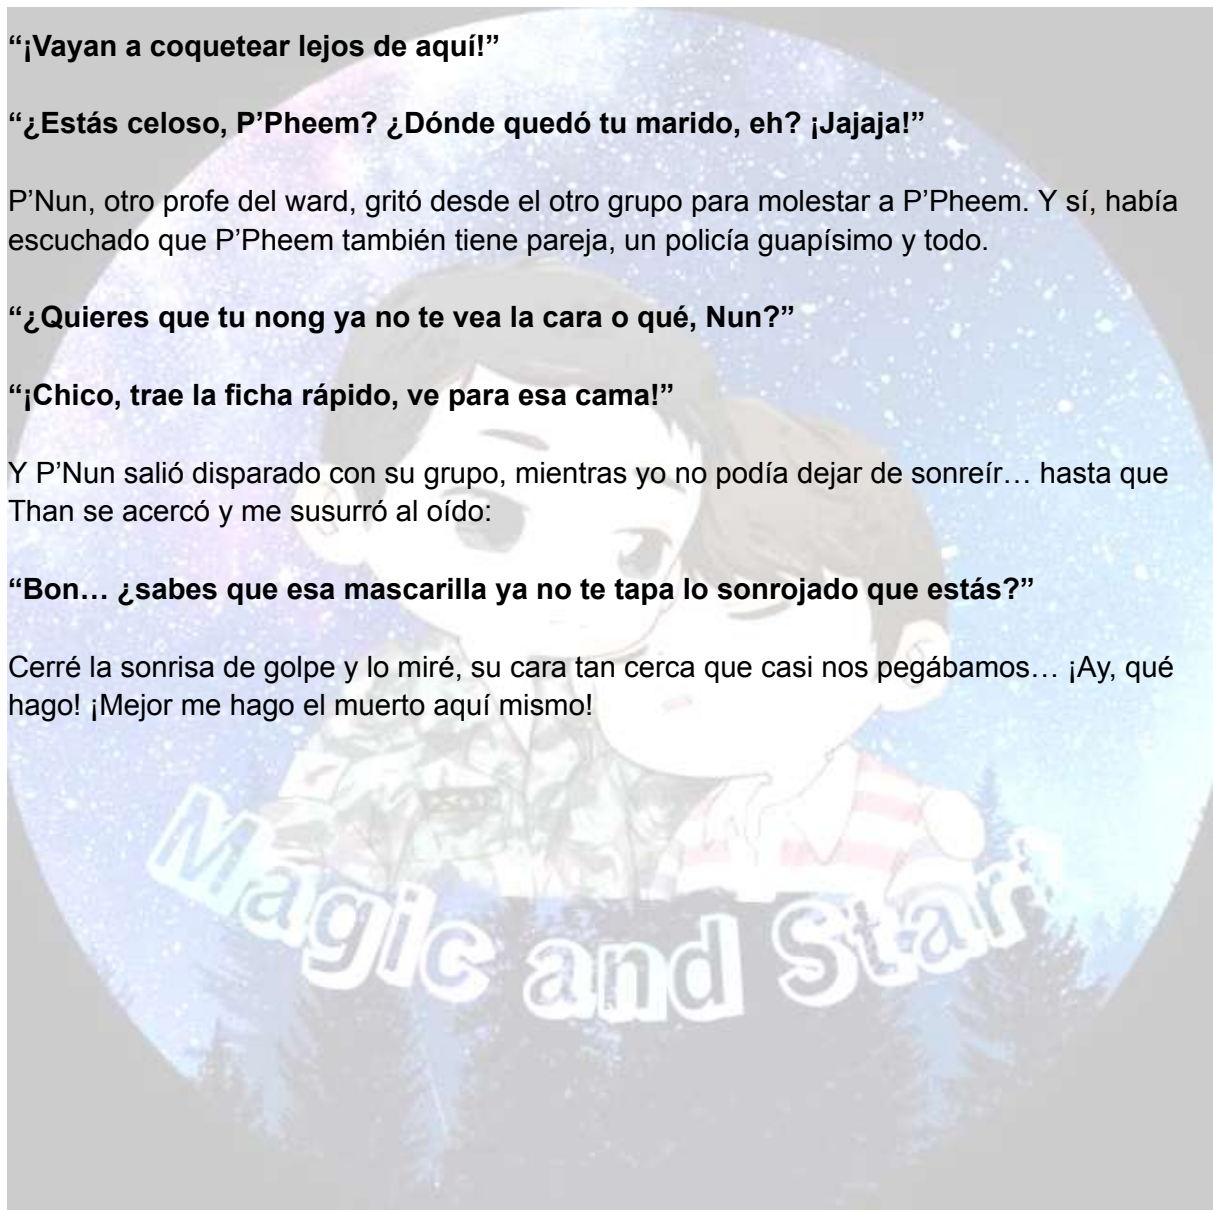 “¡Vayan a coquetear lejos de aquí!”
“¿Estás celoso, P’Pheem? ¿Dónde quedó tu marido, eh? ¡Jajaja!”
P’Nun, otro profe del ward, gritó desde el otro grupo para molestar a P’Pheem. Y sí, había
escuchado que P’Pheem también tiene pareja, un policía guapísimo y todo.
“¿Quieres que tu nong ya no te vea la cara o qué, Nun?”
“¡Chico, trae la ficha rápido, ve para esa cama!”
Y P’Nun salió disparado con su grupo, mientras yo no podía dejar de sonreír… hasta que
Than se acercó y me susurró al oído:
“Bon… ¿sabes que esa mascarilla ya no te tapa lo sonrojado que estás?”
Cerré la sonrisa de golpe y lo miré, su cara tan cerca que casi nos pegábamos… ¡Ay, qué
hago! ¡Mejor me hago el muerto aquí mismo!
Magic and Star